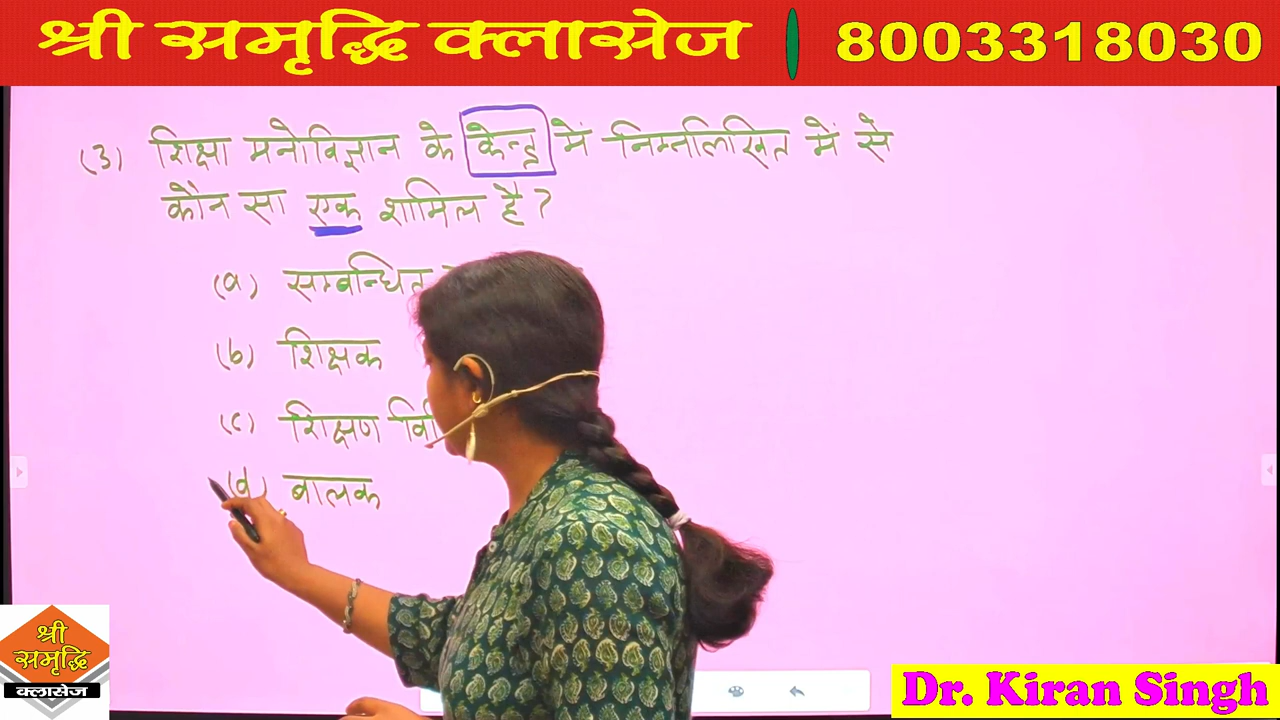 श्री समृद्धि क्लासेज | 8003318030
(3) शिक्षा मनोविज्ञान के केन्द्र में निम्नलिखित में से
कौन सा एक शामिल है?
(a) सम्बन्धित
(b) शिक्षक
(c) शिक्षण
(d) बालक
श्री
समृद्धि
क्लासेज
Dr. Kiran Singh